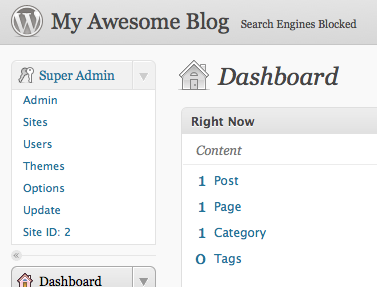 My Awesome Blog Search Engines Blocked
Super Admin
Admin
Sites
Users
Themes
Options
Update
Site ID: 2
Dashboard
Dashboard
Right Now
Content
1 Post
1 Page
1 Category
0 Tags